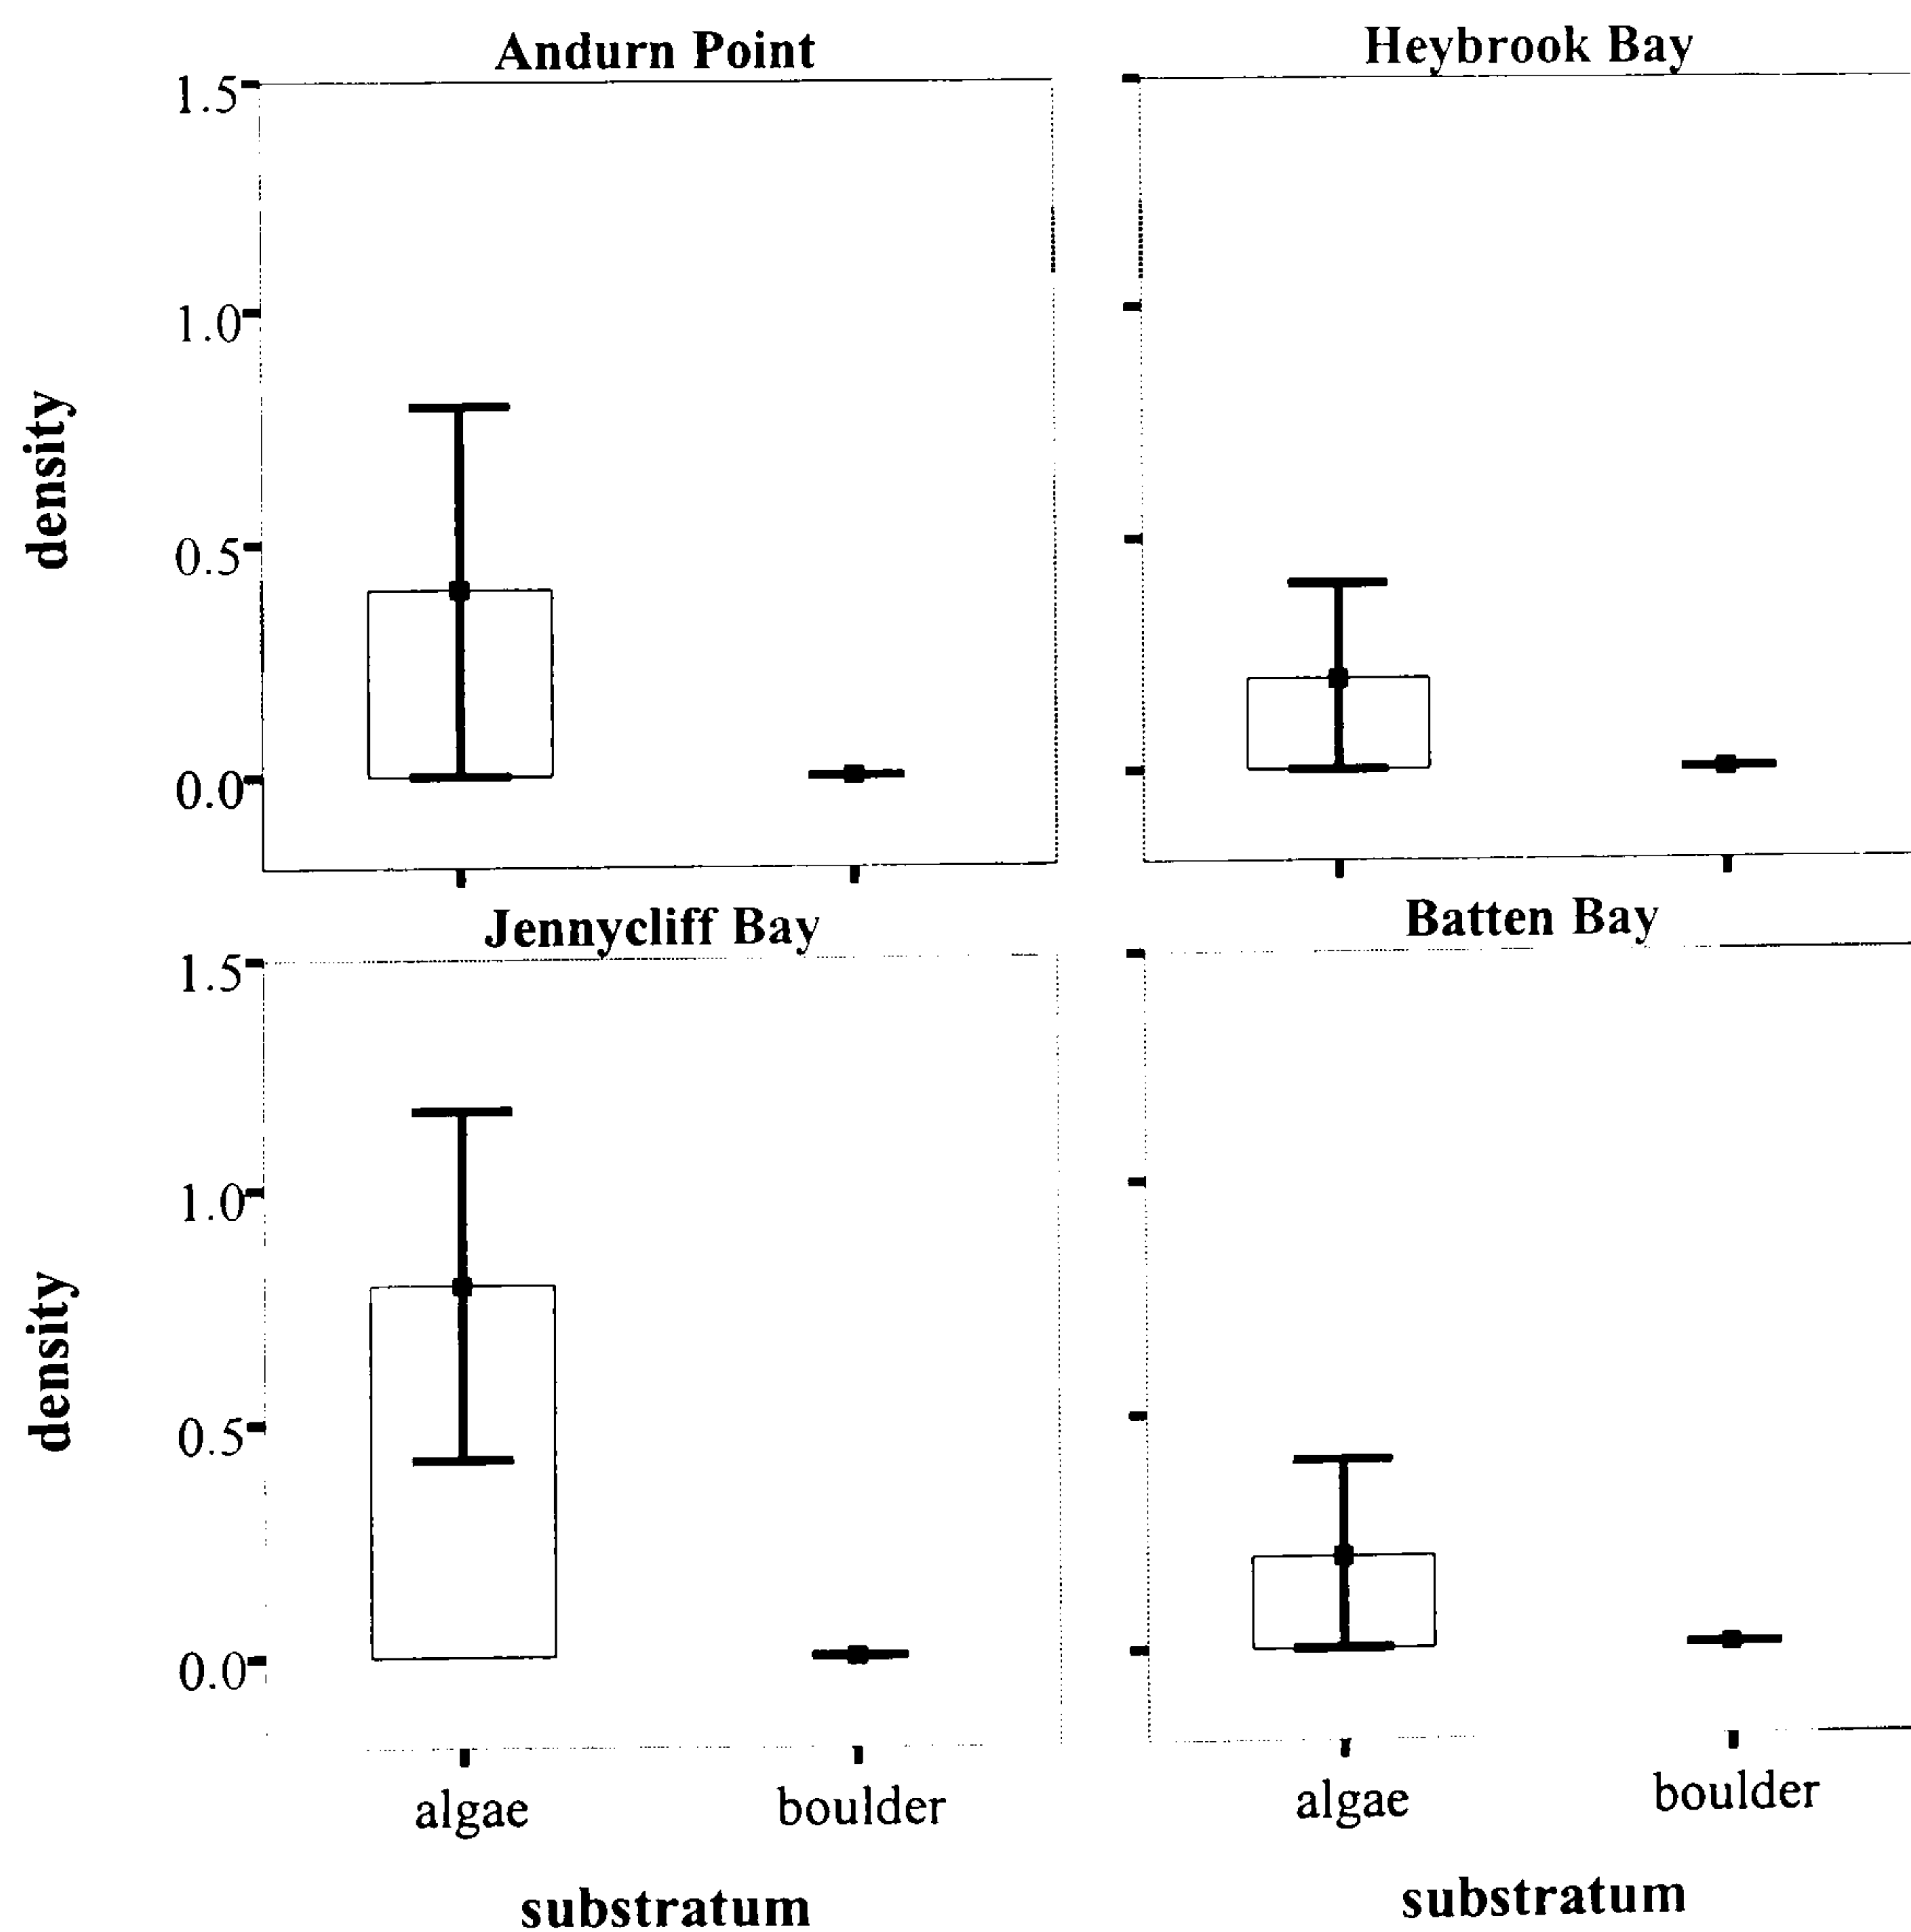 Andurn Point
Heybrook Bay
1.5
1.0
0.5
0.0
density
Jennycliff Bay
Batten Bay
1.5
1.0
0.5
0.0
density
algae
boulder
algae
boulder
substratum
substratum